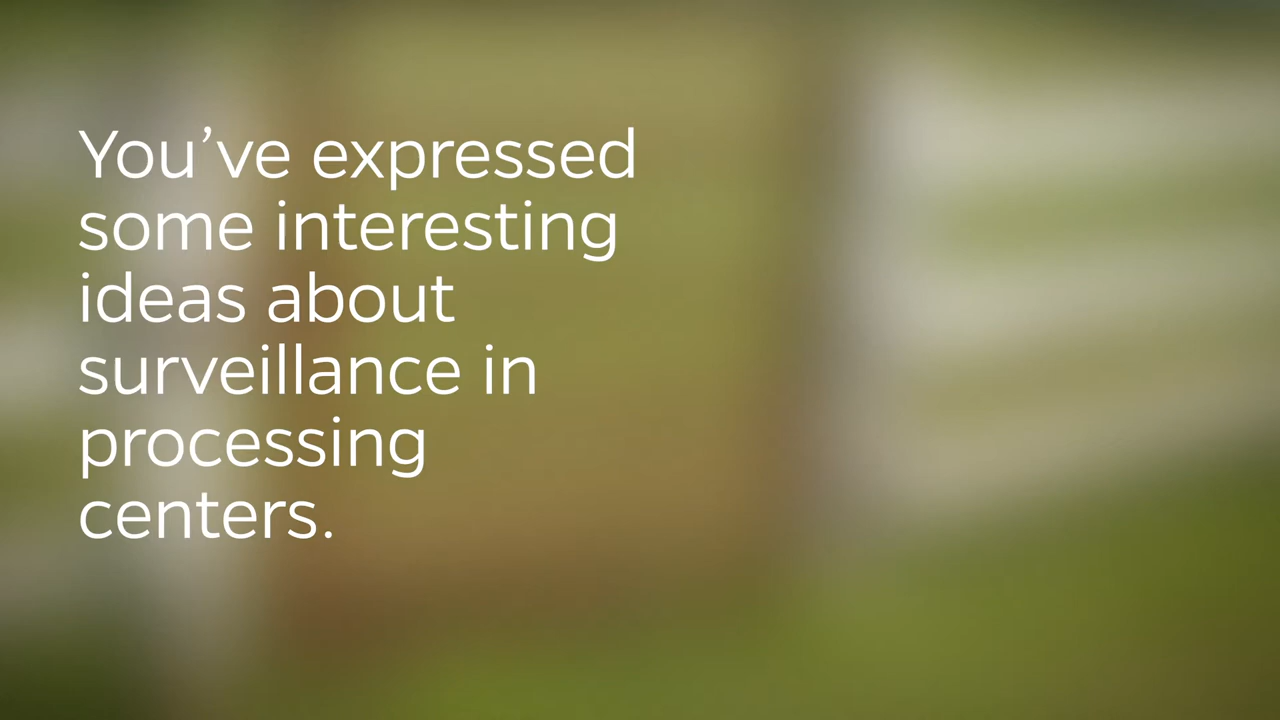 You’ve expressed
some interesting
ideas about
surveillance in
processing
centers.